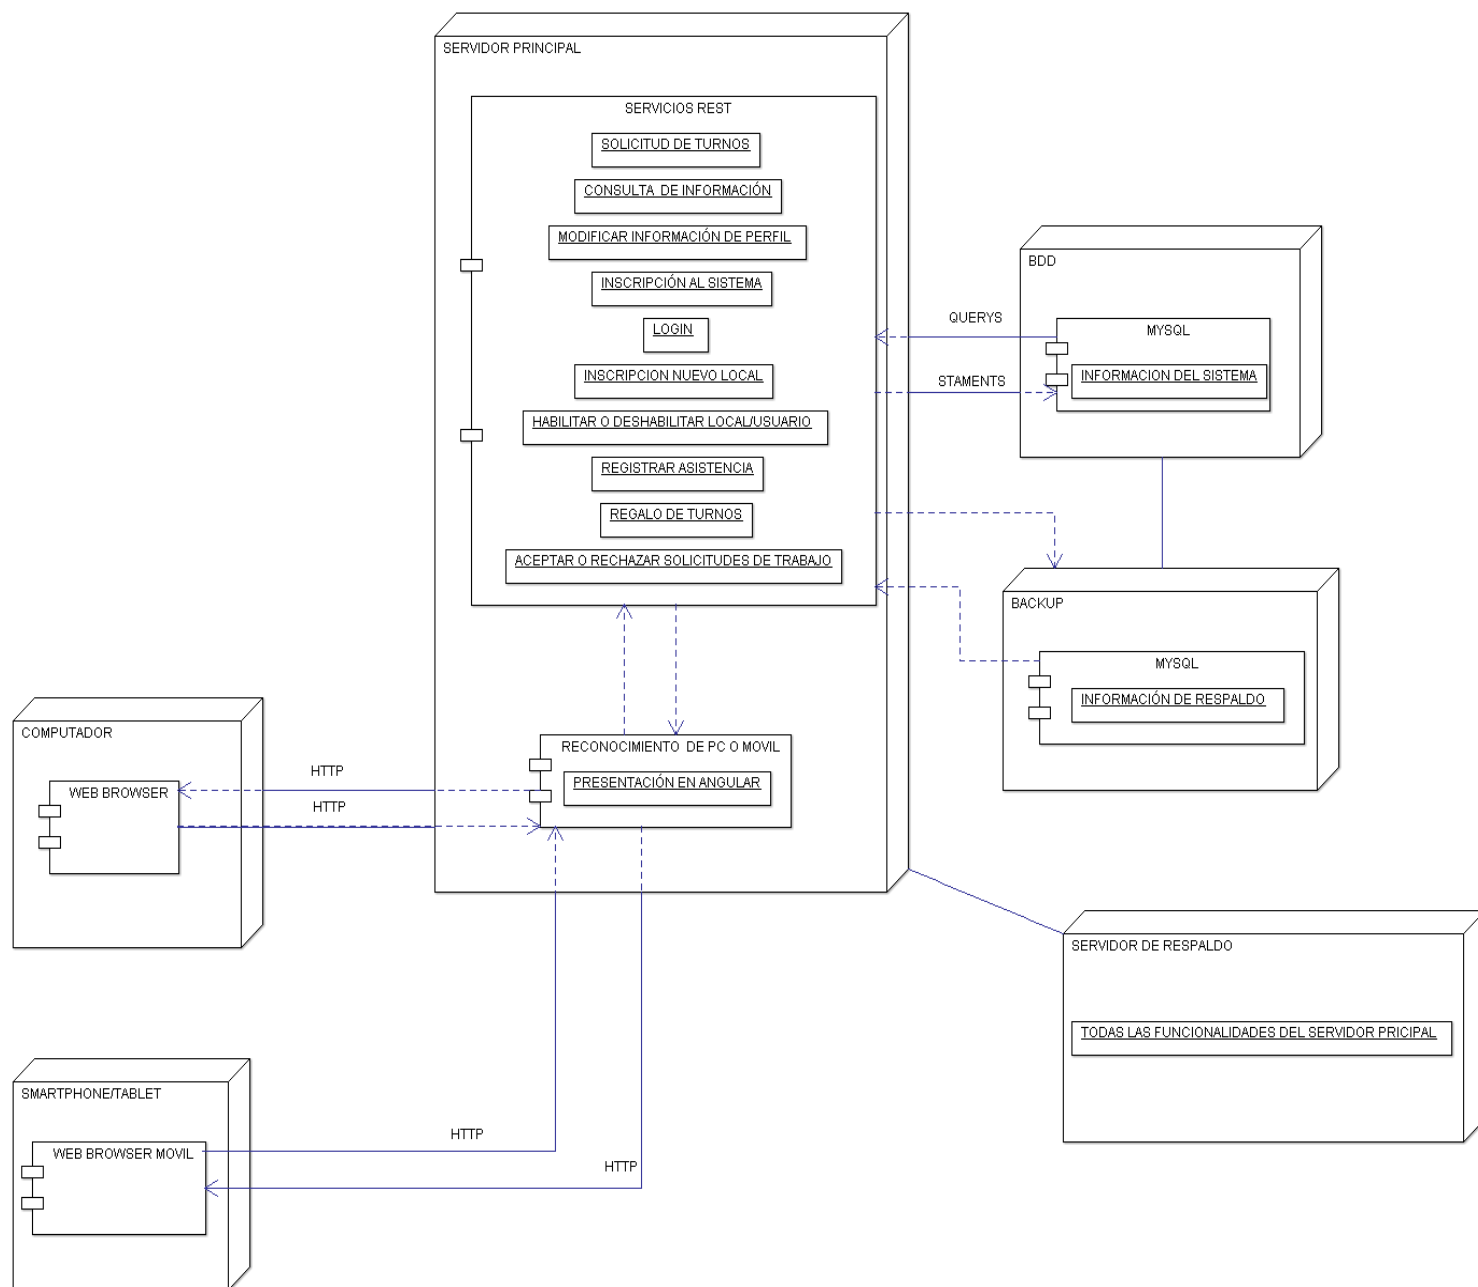 SERVIDOR PRINCIPAL
SERVICIOS REST
SOLICITUD DE TURNOS
CONSULTA DE INFORMACIÓN
MODIFICAR INFORMACIÓN DE PERFIL
INSCRIPCIÓN AL SISTEMA
LOGIN
INSCRIPCION NUEVO LOCAL
HABILITAR O DESHABILITAR LOCAL/USUARIO
REGISTRAR ASISTENCIA
REGALO DE TURNOS
ACEPTAR O RECHAZAR SOLICITUDES DE TRABAJO
BDD
QUERYS
MYSQL
STAMENTS
INFORMACION DEL SISTEMA
BACKUP
MYSQL
INFORMACIÓN DE RESPALDO
RECONOCIMIENTO DE PC O MOVIL
PRESENTACIÓN EN ANGULAR
COMPUTADOR
HTTP
WEB BROWSER
HTTP
SERVIDOR DE RESPALDO
TODAS LAS FUNCIONALIDADES DEL SERVIDOR PRICIPAL
SMARTPHONE/TABLET
HTTP
WEB BROWSER MOVIL
HTTP